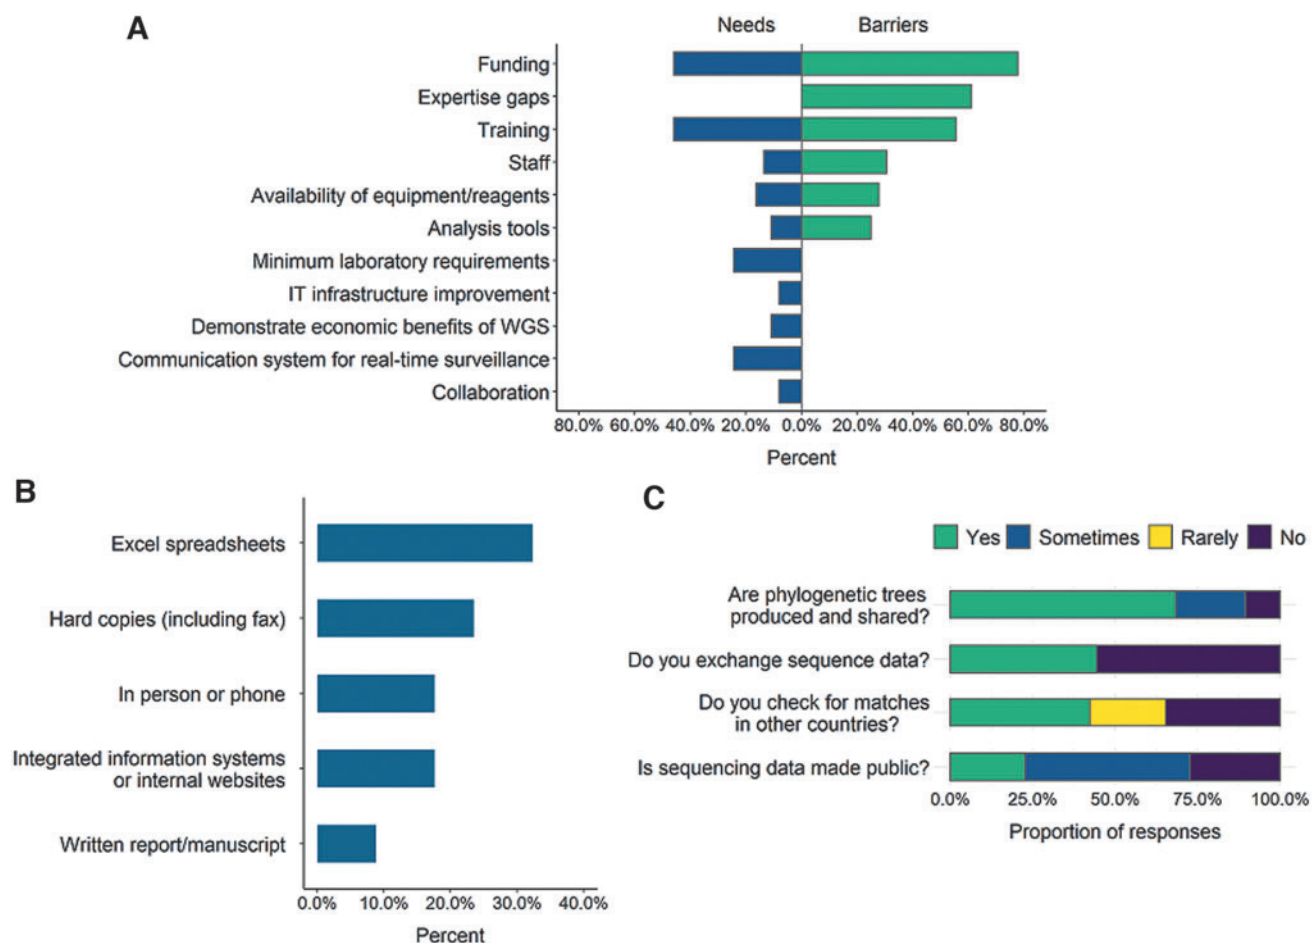 A
Needs
Barriers
Funding
Expertise gaps
Training
Staff
Availability of equipment/reagents
Analysis tools
Minimum laboratory requirements
IT infrastructure improvement
Demonstrate economic benefits of WGS
Communication system for real-time surveillance
Collaboration
80.0% 60.0% 40.0% 20.0% 0.0% 20.0% 40.0% 60.0% 80.0%
Percent
B
Excel spreadsheets
Hard copies (including fax)
In person or phone
Integrated information systems
or internal websites
Written report/manuscript
0.0% 10.0% 20.0% 30.0% 40.0%
Percent
C
Yes Sometimes Rarely No
Are phylogenetic trees
produced and shared?
Do you exchange sequence data?
Do you check for matches
in other countries?
Is sequencing data made public?
0.0% 25.0% 50.0% 75.0% 100.0%
Proportion of responses